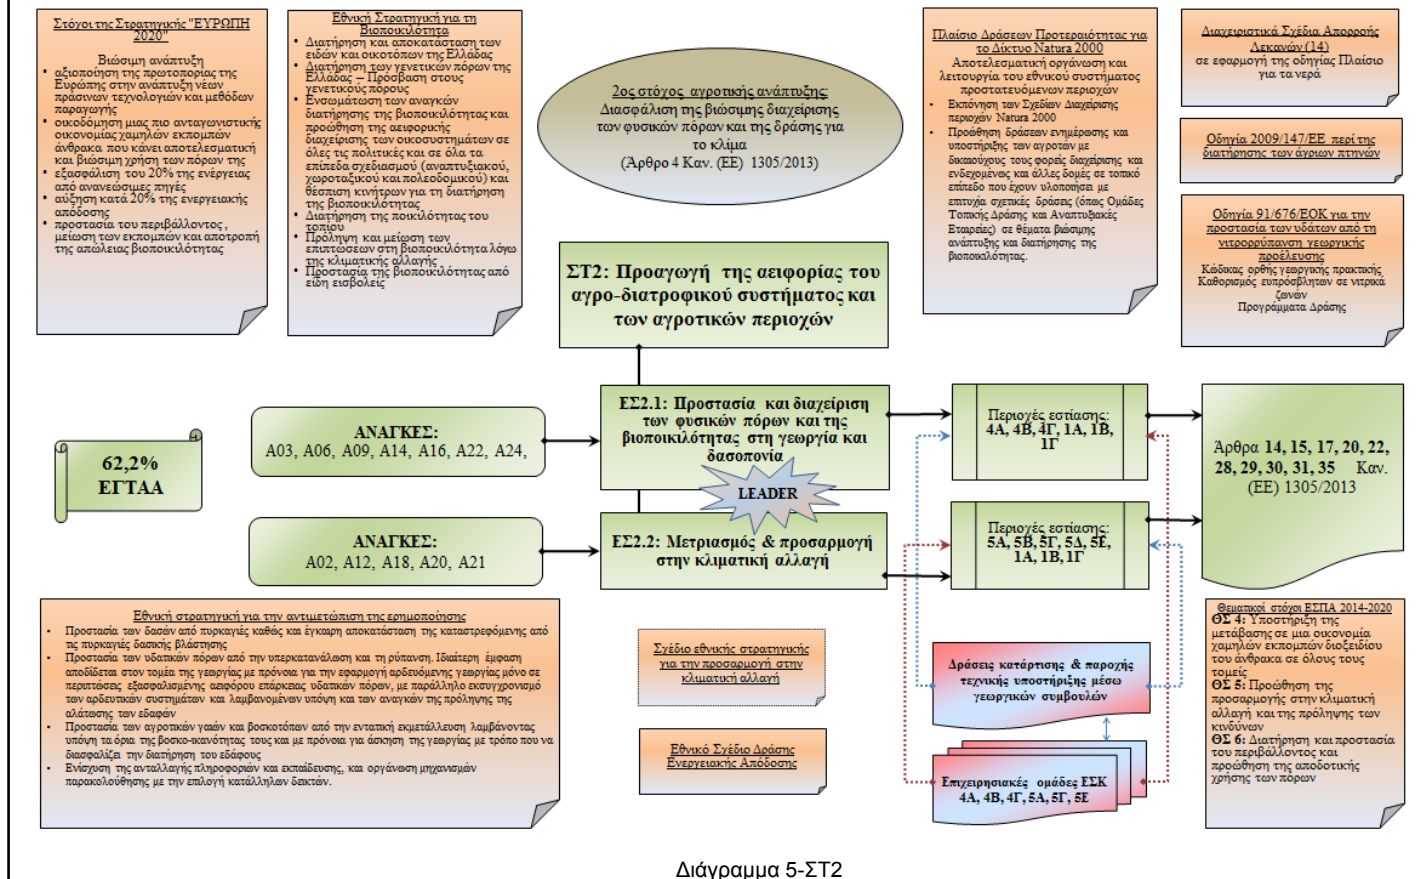 Στόχοι της Στρατηγικής "ΕΥΡΩΠΗ
2020"
Βιώσιμη ανάπτυξη
• αξιοποίηση της πρωτοπορίας της
Ευρώπης στην ανάπτυξη νέων
πράσινων τεχνολογιών και μεθόδων
παραγωγής
• οικοδόμηση μιας πιο ανταγωνιστικής
οικονομίας χαμηλών εκπομπών
άνθρακα που κάνει αποτελεσματική
και βιώσιμη χρήση των πόρων της
• εξασφάλιση του 20% της ενέργειας
από ανανεώσιμες πηγές
• αύξηση κατά 20% της ενεργειακής
απόδοσης
• προστασία του περιβάλλοντος ,
μείωση των εκπομπών και αποτροπή
της απώλειας βιοποικιλότητας
Εθνική Στρατηγική για τη
Βιοποικιλότητα
• Διατήρηση και αποκατάσταση των
ειδών και οικοτόπων της Ελλάδας
• Διατήρηση των γενετικών πόρων της
Ελλάδας – Πρόσβαση στους
γενετικούς πόρους
• Ενσωμάτωση των αναγκών
διατήρησης της βιοποικιλότητας και
προώθηση της αειφορικής
διαχείρισης των οικοσυστημάτων σε
όλες τις πολιτικές και σε όλα τα
επίπεδα σχεδιασμού (αναπτυξιακού,
χωροταξικού και πολεοδομικού) και
θέσπιση κινήτρων για τη διατήρηση
της βιοποικιλότητας
• Διατήρηση της ποικιλότητας του
τοπίου
• Πρόληψη και μείωση των
επιπτώσεων στη βιοποικιλότητα λόγω
της κλιματικής αλλαγής
• Προστασία της βιοποικιλότητας από
είδη εισβολείς
2ος στόχος αγροτικής ανάπτυξης:
Διασφάλιση της βιώσιμης διαχείρισης
των φυσικών πόρων και της δράσης για
το κλίμα
(Άρθρο 4 Καν. (ΕΕ) 1305/2013)
Πλαίσιο Δράσεων Προτεραιότητας για
το Δίκτυο Natura 2000
Αποτελεσματική οργάνωση και
λειτουργία του εθνικού συστήματος
προστατευόμενων περιοχών
• Εκπόνηση των Σχεδίων Διαχείρισης
περιοχών Natura 2000
• Προώθηση δράσεων ενημέρωσης και
υποστήριξης των αγροτών με
δικαιούχους τους φορείς διαχείρισης και
ενδεχομένως και άλλες δομές σε τοπικό
επίπεδο που έχουν υλοποιήσει με
επιτυχία σχετικές δράσεις (όπως Ομάδες
Τοπικής Δράσης και Αναπτυξιακές
Εταιρείες) σε θέματα βιώσιμης
ανάπτυξης και διατήρησης της
βιοποικιλότητας.
Διαχειριστικά Σχέδια Απορροής
Λεκανών (14)
σε εφαρμογή της οδηγίας Πλαίσιο
για τα νερά
Οδηγία 2009/147/ΕΕ περί της
διατήρησης των άγριων πτηνών
Οδηγία 91/676/ΕΟΚ για την
προστασία των υδάτων από τη
νιτρορρύπανση γεωργικής
προέλευσης
Κώδικας ορθής γεωργικής πρακτικής
Καθορισμός ευπρόσβλητων σε νιτρικά
ζωνών
Προγράμματα Δράσης
ΣΤ2: Προαγωγή της αειφορίας του
αγρο-διατροφικού συστήματος και
των αγροτικών περιοχών
62,2%
ΕΓΤΑΑ
ΑΝΑΓΚΕΣ:
Α03, Α06, Α09, Α14, Α16, Α22, Α24,
ΕΣ2.1: Προστασία και διαχείριση
των φυσικών πόρων και της
βιοποικιλότητας στη γεωργία και
δασοπονία
LEADER
Περιοχές εστίασης:
4Α, 4Β, 4Γ, 1Α, 1Β,
1Γ
Άρθρα 14, 15, 17, 20, 22,
28, 29, 30, 31, 35 Καν.
(ΕΕ) 1305/2013
ΑΝΑΓΚΕΣ:
Α02, Α12, Α18, Α20, Α21
ΕΣ2.2: Μετριασμός & προσαρμογή
στην κλιματική αλλαγή
Περιοχές εστίασης:
5Α, 5Β, 5Γ, 5Δ, 5Ε,
1Α, 1Β, 1Γ
Εθνική στρατηγική για την αντιμετώπιση της ερημοποίησης
• Προστασία των δασών από πυρκαγιές καθώς και έγκαιρη αποκατάσταση της καταστρεφόμενης από
τις πυρκαγιές δασικής βλάστησης
• Προστασία των υδατικών πόρων από την υπερκατανάλωση και τη ρύπανση. Ιδιαίτερη έμφαση
αποδίδεται στον τομέα της γεωργίας με πρόνοια για την εφαρμογή αρδευόμενης γεωργίας μόνο σε
περιπτώσεις εξασφαλισμένης αειφόρου επάρκειας υδατικών πόρων, με παράλληλο εκσυγχρονισμό
των αρδευτικών συστημάτων και λαμβανομένων υπόψη και των αναγκών της πρόληψης της
αλάτωσης των εδαφών
• Προστασία των αγροτικών γαιών και βοσκοτόπων από την εντατική εκμετάλλευση λαμβάνοντας
υπόψη τα όρια της βοσκο-ικανότητας τους και με πρόνοια για άσκηση της γεωργίας με τρόπο που να
διασφαλίζει την διατήρηση του εδάφους
• Ενίσχυση της ανταλλαγής πληροφοριών και εκπαίδευσης, και οργάνωση μηχανισμών
παρακολούθησης με την επιλογή κατάλληλων δεικτών.
Σχέδιο εθνικής στρατηγικής
για την προσαρμογή στην
κλιματική αλλαγή
Εθνικό Σχέδιο Δράσης
Ενεργειακής Απόδοσης
Δράσεις κατάρτισης & παροχής
τεχνικής υποστήριξης μέσω
γεωργικών συμβουλών
Επιχειρησιακές ομάδες ΕΣΚ
4Α, 4Β, 4Γ, 5Α, 5Γ, 5Ε
Θεματικοί στόχοι ΕΣΠΑ 2014-2020
ΘΣ 4: Υποστήριξη της
μετάβασης σε μια οικονομία
χαμηλών εκπομπών διοξειδίου
του άνθρακα σε όλους τους
τομείς
ΘΣ 5: Προώθηση της
προσαρμογής στην κλιματική
αλλαγή και της πρόληψης των
κινδύνων
ΘΣ 6: Διατήρηση και προστασία
του περιβάλλοντος και
προώθηση της αποδοτικής
χρήσης των πόρων
Διάγραμμα 5-ΣΤ2